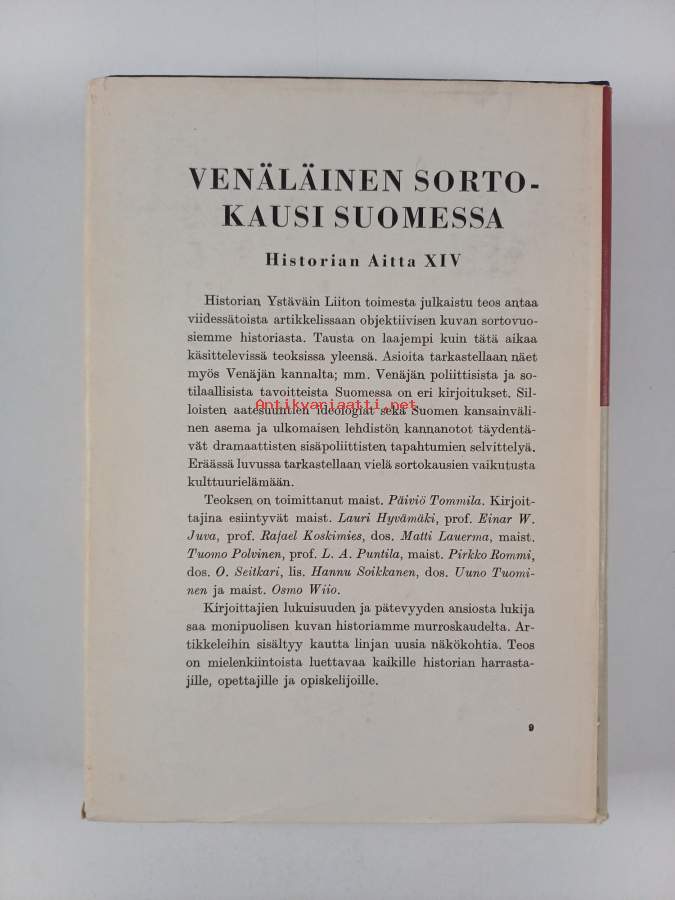 VENÄLÄINEN SORTO-
KAUSI SUOMESSA
Historian Aitta XIV
Historian Ystäväin Liiton toimesta julkaistu teos antaa
viidessätoista artikkelissaan objektiivisen kuvan sortovuo-
siemme historiasta. Tausta on laajempi kuin tätä aikaa
käsittelevissä teoksissa yleensä. Asioita tarkastellaan näet
myös Venäjän kannalta; mm. Venäjän poliittisista ja so-
tilaallisista tavoitteista Suomessa on eri kirjoitukset. Sil-
Antikvariaatti.net
loisten aatesuuntien ideologiat sekä Suomen kansainväli-
nen asema ja ulkomaisen lehdistön kannanotot täydentä-
vät dramaattisten sisäpoliittisten tapahtumien selvittelyä.
Eräässä luvussa tarkastellaan vielä sortokausien vaikutusta
kulttuurielämään.
Teoksen on toimittanut maist. Päiviö Tommila. Kirjoit-
tajina esiintyvät maist. Lauri Hyvämäki, prof. Einar W.
Juva, prof. Rafael Koskimies, dos. Matti Lauerma, maist.
Tuomo Polvinen, prof. L. A. Puntila, maist. Pirkko Rommi,
dos. O. Seitkari, lis. Hannu Soikkanen, dos. Uuno Tuomi-
nen ja maist. Osmo Wiio.
Kirjoittajien lukuisuuden ja pätevyyden ansiosta lukija
saa monipuolisen kuvan historiamme murroskaudelta. Ar-
tikkeleihin sisältyy kautta linjan uusia näkökohtia. Teos
on mielenkiintoista luettavaa kaikille historian harrasta-
jille, opettajille ja opiskelijoille.
9